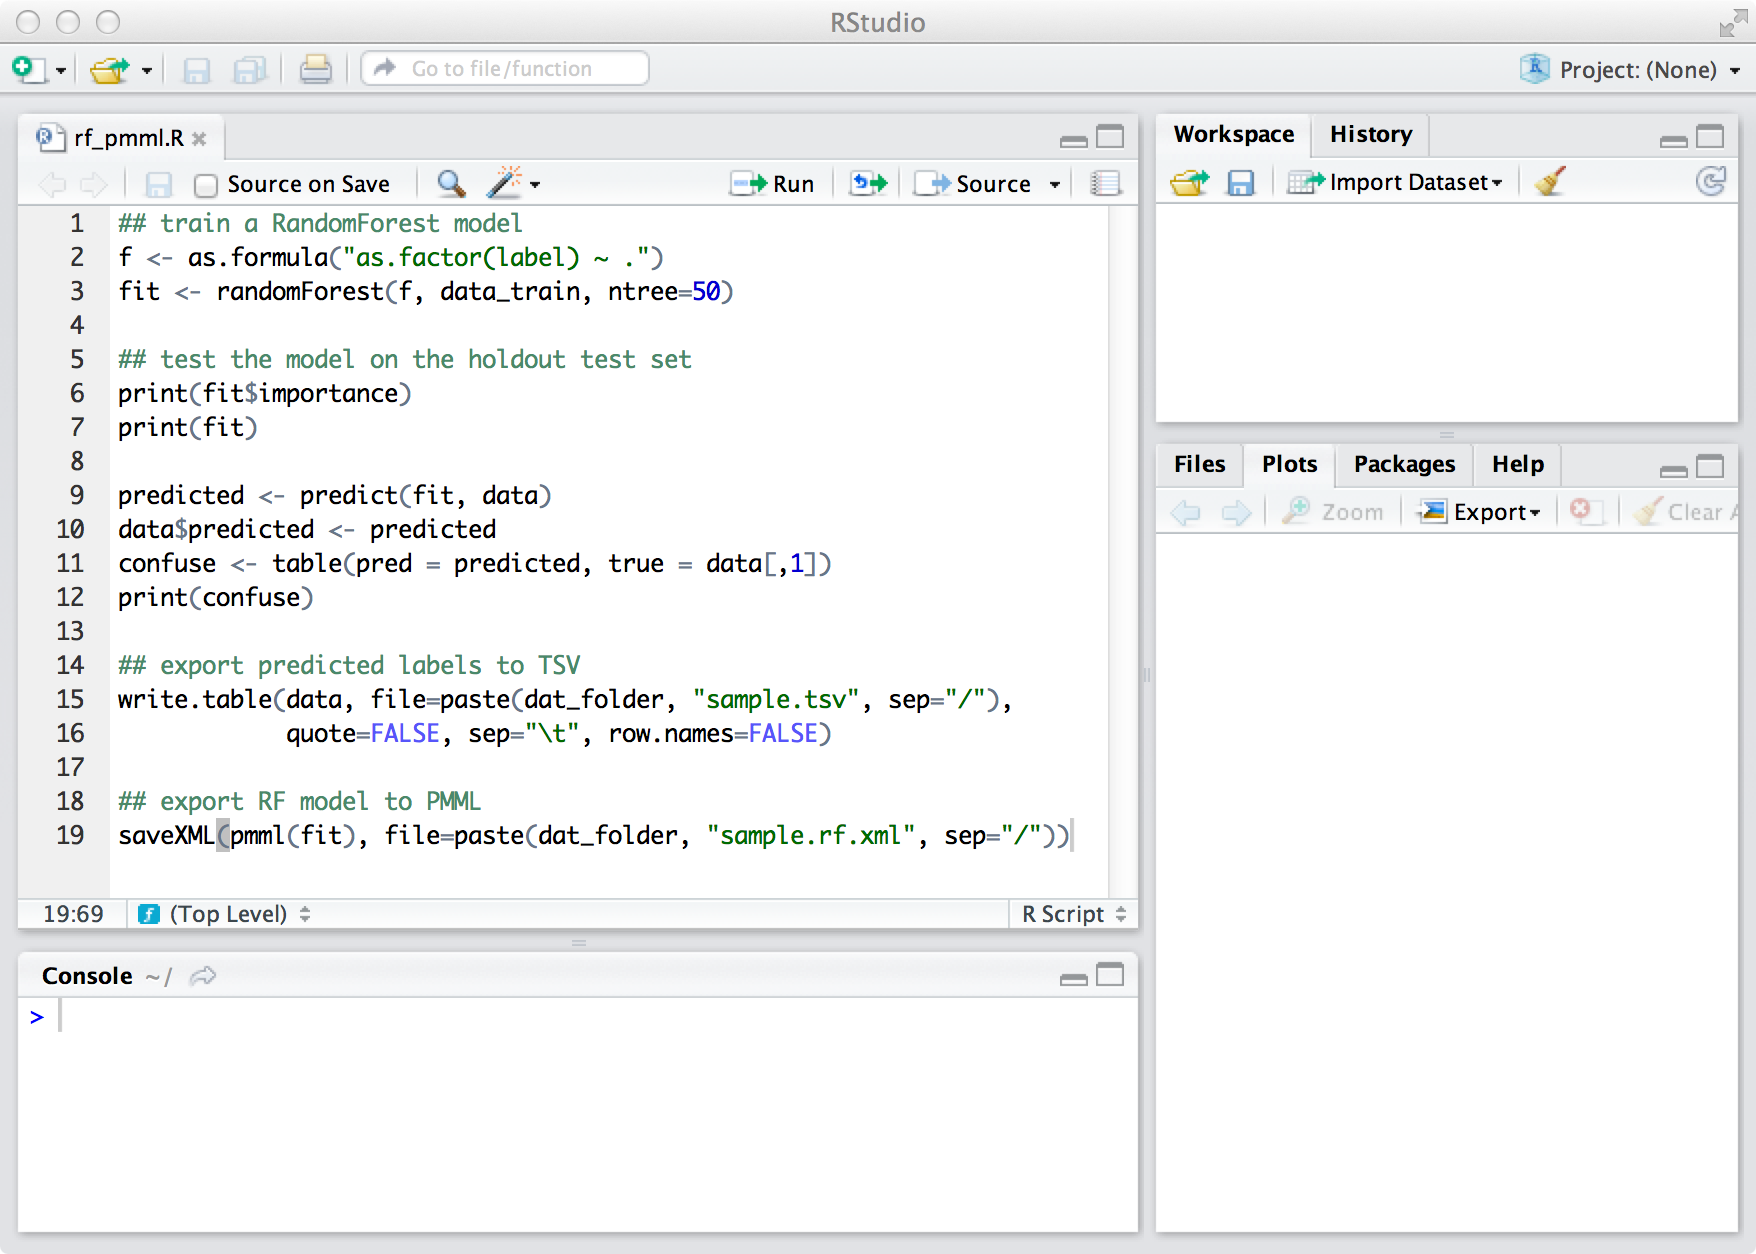 RStudio
Go to file/function
Project: (None)
rf_pmml.R
Source on Save
Run
Source
1 ## train a RandomForest model
2 f <- as.formula("as.factor(label) ~ .")
3 fit <- randomForest(f, data_train, ntree=50)
4
5 ## test the model on the holdout test set
6 print(fit$importance)
7 print(fit)
8
9 predicted <- predict(fit, data)
10 data$predicted <- predicted
11 confuse <- table(pred = predicted, true = data[,1])
12 print(confuse)
13
14 ## export predicted labels to TSV
15 write.table(data, file=paste(dat_folder, "sample.tsv", sep="/"),
16             quote=FALSE, sep="\t", row.names=FALSE)
17
18 ## export RF model to PMML
19 saveXML(pmml(fit), file=paste(dat_folder, "sample.rf.xml", sep="/"))
19:69 (Top Level) R Script
Console ~/
>
Workspace History
Import Dataset
Files Plots Packages Help
Zoom Export Clear A